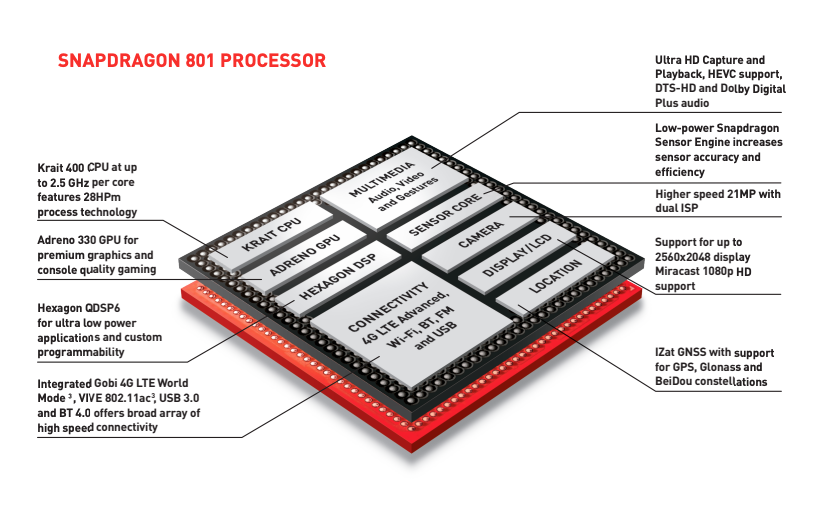 SNAPDRAGON 801 PROCESSOR
Krait 400 CPU at up
to 2.5 GHz per core
features 28HPm
process technology
Adreno 330 GPU for
premium graphics and
console quality gaming
Hexagon QDSP6
for ultra low power
applications and custom
programmability
Integrated Gobi 4G LTE World
Mode ³, VIVE 802.11ac³, USB 3.0
and BT 4.0 offers broad array of
high speed connectivity
MULTIMEDIA
Audio, Video
and Gestures
KRAIT CPU
SENSOR CORE
ADRENO GPU
CAMERA
HEXAGON DSP
DISPLAY/LCD
CONNECTIVITY
4G LTE Advanced,
Wi-Fi, BT, FM
and USB
LOCATION
Ultra HD Capture and
Playback, HEVC support,
DTS-HD and Dolby Digital
Plus audio
Low-power Snapdragon
Sensor Engine increases
sensor accuracy and
efficiency
Higher speed 21MP with
dual ISP
Support for up to
2560x2048 display
Miracast 1080p HD
support
IZat GNSS with support
for GPS, Glonass and
BeiDou constellations